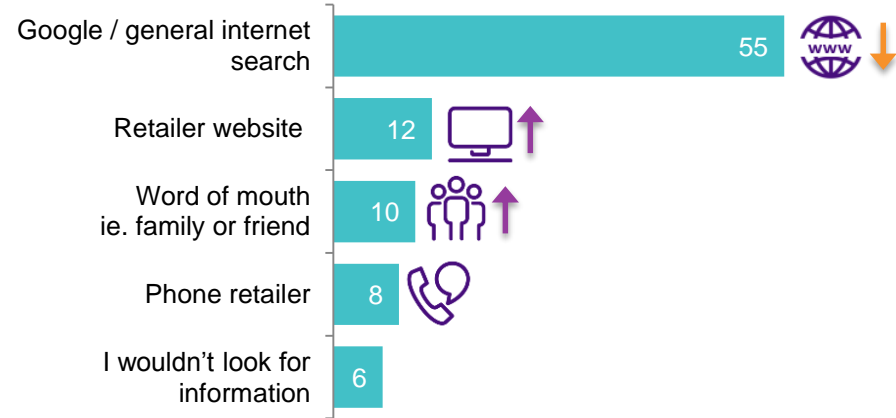 Google / general internet
search
55
www
Retailer website
12
Word of mouth
ie. family or friend
10
Phone retailer
8
I wouldn’t look for
information
6